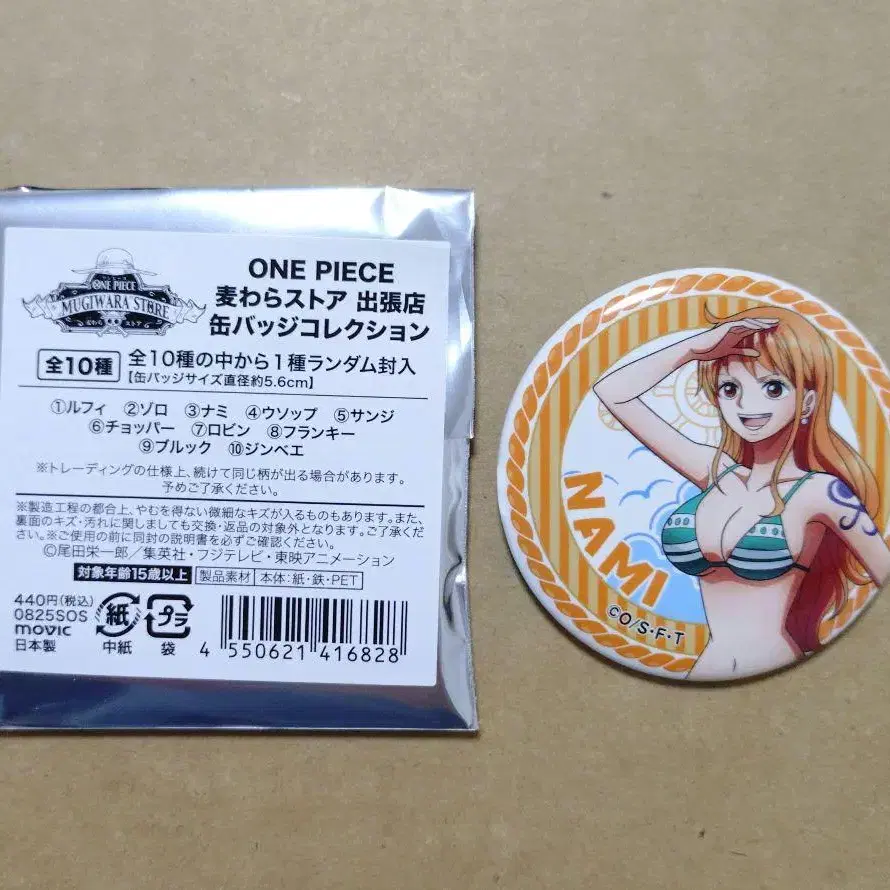 ワンピース
ONE PIECE
MUGIWARA STORE
麦わら ストア
ONE PIECE
麦わらストア 出張店
缶バッジコレクション
全10種 全10種の中から1種ランダム封入
【缶バッジサイズ直径約5.6cm】
①ルフィ ②ゾロ ③ナミ ④ウソップ ⑤サンジ
⑥チョッパー ⑦ロビン ⑧フランキー
⑨ブルック ⑩ジンベエ
※トレーディングの仕様上、続けて同じ柄が出る場合があります。
予めご了承ください。
※製造工程の都合上、やむを得ない微細なキズが入るものもあります。また、
裏面のキズ・汚れに関しましても交換・返品の対象外となります。ご了承くだ
さい。※ご使用の前に同封の説明書を必ずご確認ください。
©尾田栄一郎/集英社・フジテレビ・東映アニメーション
対象年齢15歳以上 製品素材 本体:紙・鉄・PET
440円(税込)
0825SOS
movic
日本製
紙
中紙
プラ
袋
4 550621 416828
NAMI
©O/S・F・T